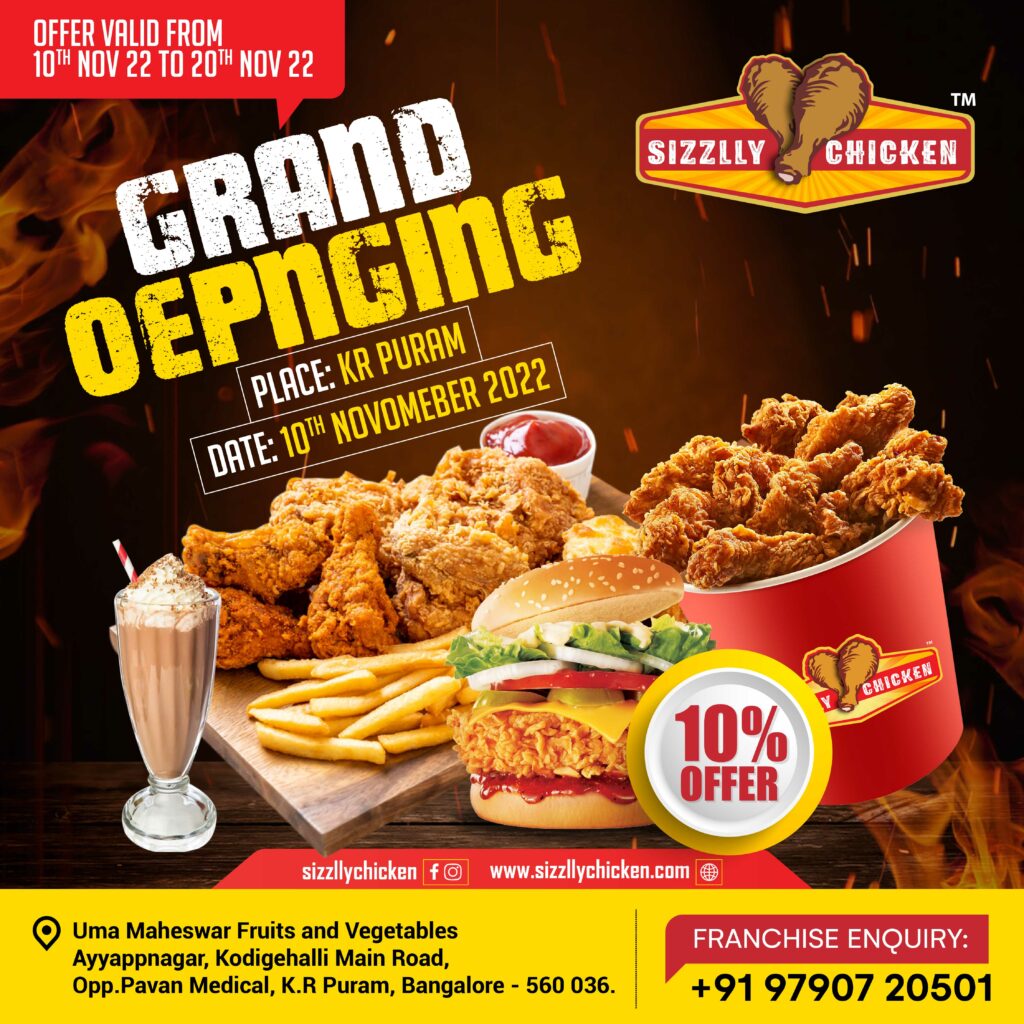 OFFER VALID FROM
10TH NOV 22 TO 20TH NOV 22
SIZZLLY CHICKEN TM
GRAND
OEPNGING
PLACE: KR PURAM
DATE: 10TH NOVOMEBER 2022
Y CHICKEN
10%
OFFER
sizzllychicken www.sizzllychicken.com
Uma Maheswar Fruits and Vegetables
Ayyappnagar, Kodigehalli Main Road,
Opp.Pavan Medical, K.R Puram, Bangalore - 560 036.
FRANCHISE ENQUIRY:
+91 97907 20501